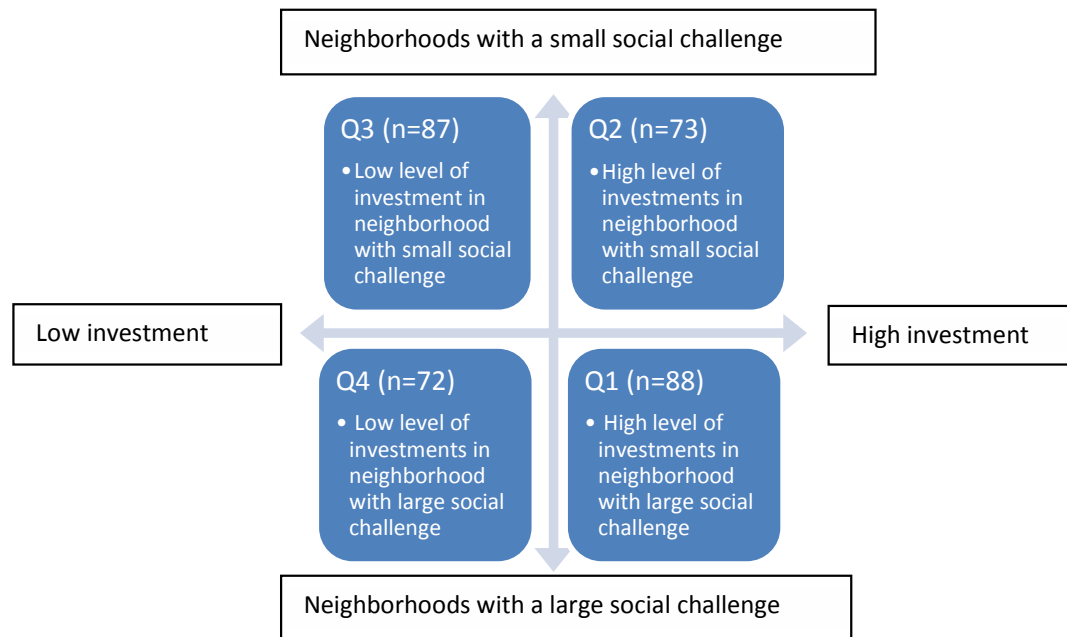 Neighborhoods with a small social challenge
Q3 (n=87)
•Low level of
investment in
neighborhood
with small social
challenge
Q2 (n=73)
•High level of
investments in
neighborhood
with small social
challenge
Low investment
High investment
Q4 (n=72)
• Low level of
investments in
neighborhood
with large social
challenge
Q1 (n=88)
• High level of
investments in
neighborhood
with large social
challenge
Neighborhoods with a large social challenge